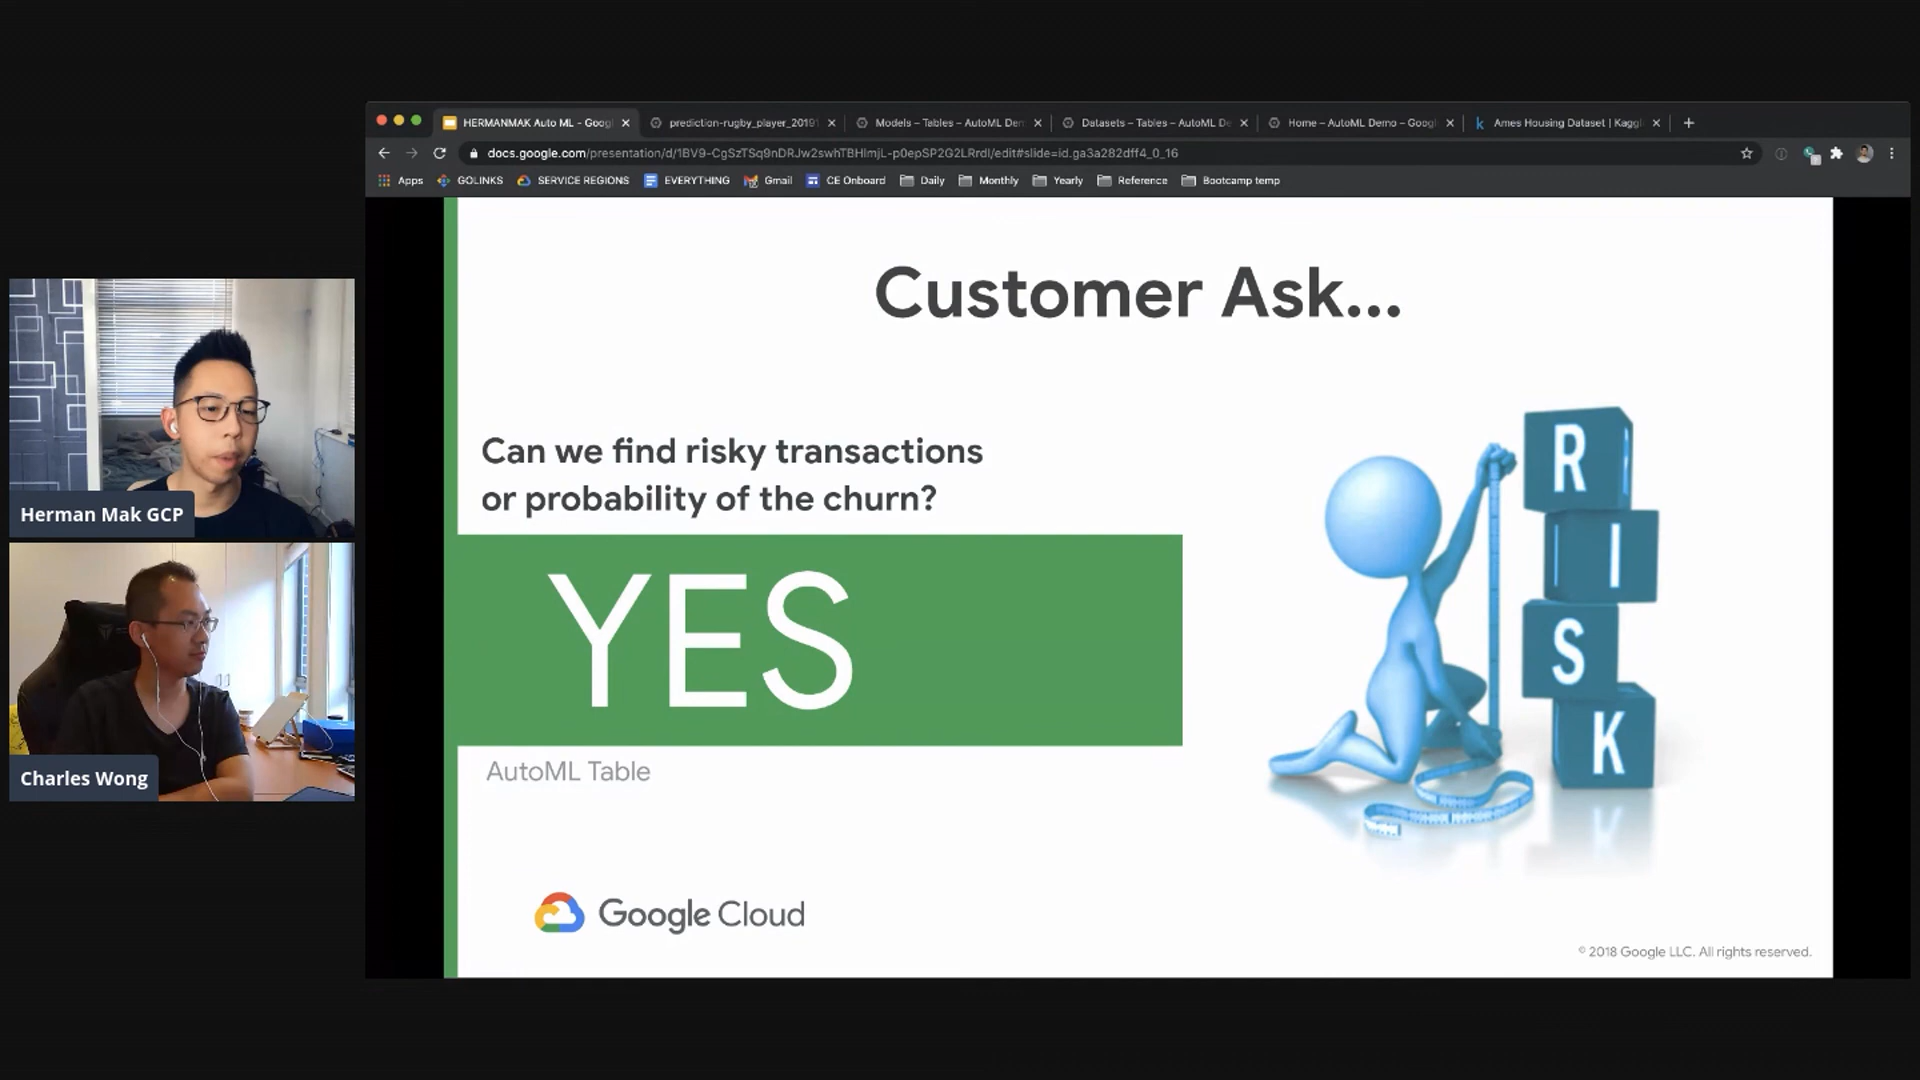 HERMANMAK Auto ML - Goog
prediction-rugby_player_2019
Models – Tables – AutoML Dem
Datasets – Tables – AutoML De
Home – AutoML Demo – Googl
Ames Housing Dataset | Kaggl
docs.google.com/presentation/d/1BV9-CgSzTSq9nDRJw2swhTBHImjL-p0epSP2G2LRrdI/edit#slide=id.ga3a282dff4_0_16
Apps
GOLINKS
SERVICE REGIONS
EVERYTHING
Gmail
CE Onboard
Daily
Monthly
Yearly
Reference
Bootcamp temp
Customer Ask...
Can we find risky transactions
or probability of the churn?
YES
AutoML Table
R
I
S
K
Google Cloud
© 2018 Google LLC. All rights reserved.
Herman Mak GCP
Charles Wong